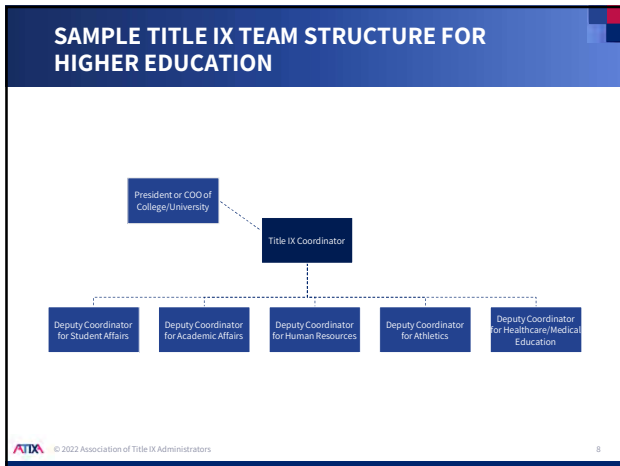 SAMPLE TITLE IX TEAM STRUCTURE FOR
HIGHER EDUCATION
President or COO of
College/University
Title IX Coordinator
Deputy Coordinator
for Student Affairs
Deputy Coordinator
for Academic Affairs
Deputy Coordinator
for Human Resources
Deputy Coordinator
for Athletics
Deputy Coordinator
for Healthcare/Medical
Education
ATIXA © 2022 Association of Title IX Administrators 8